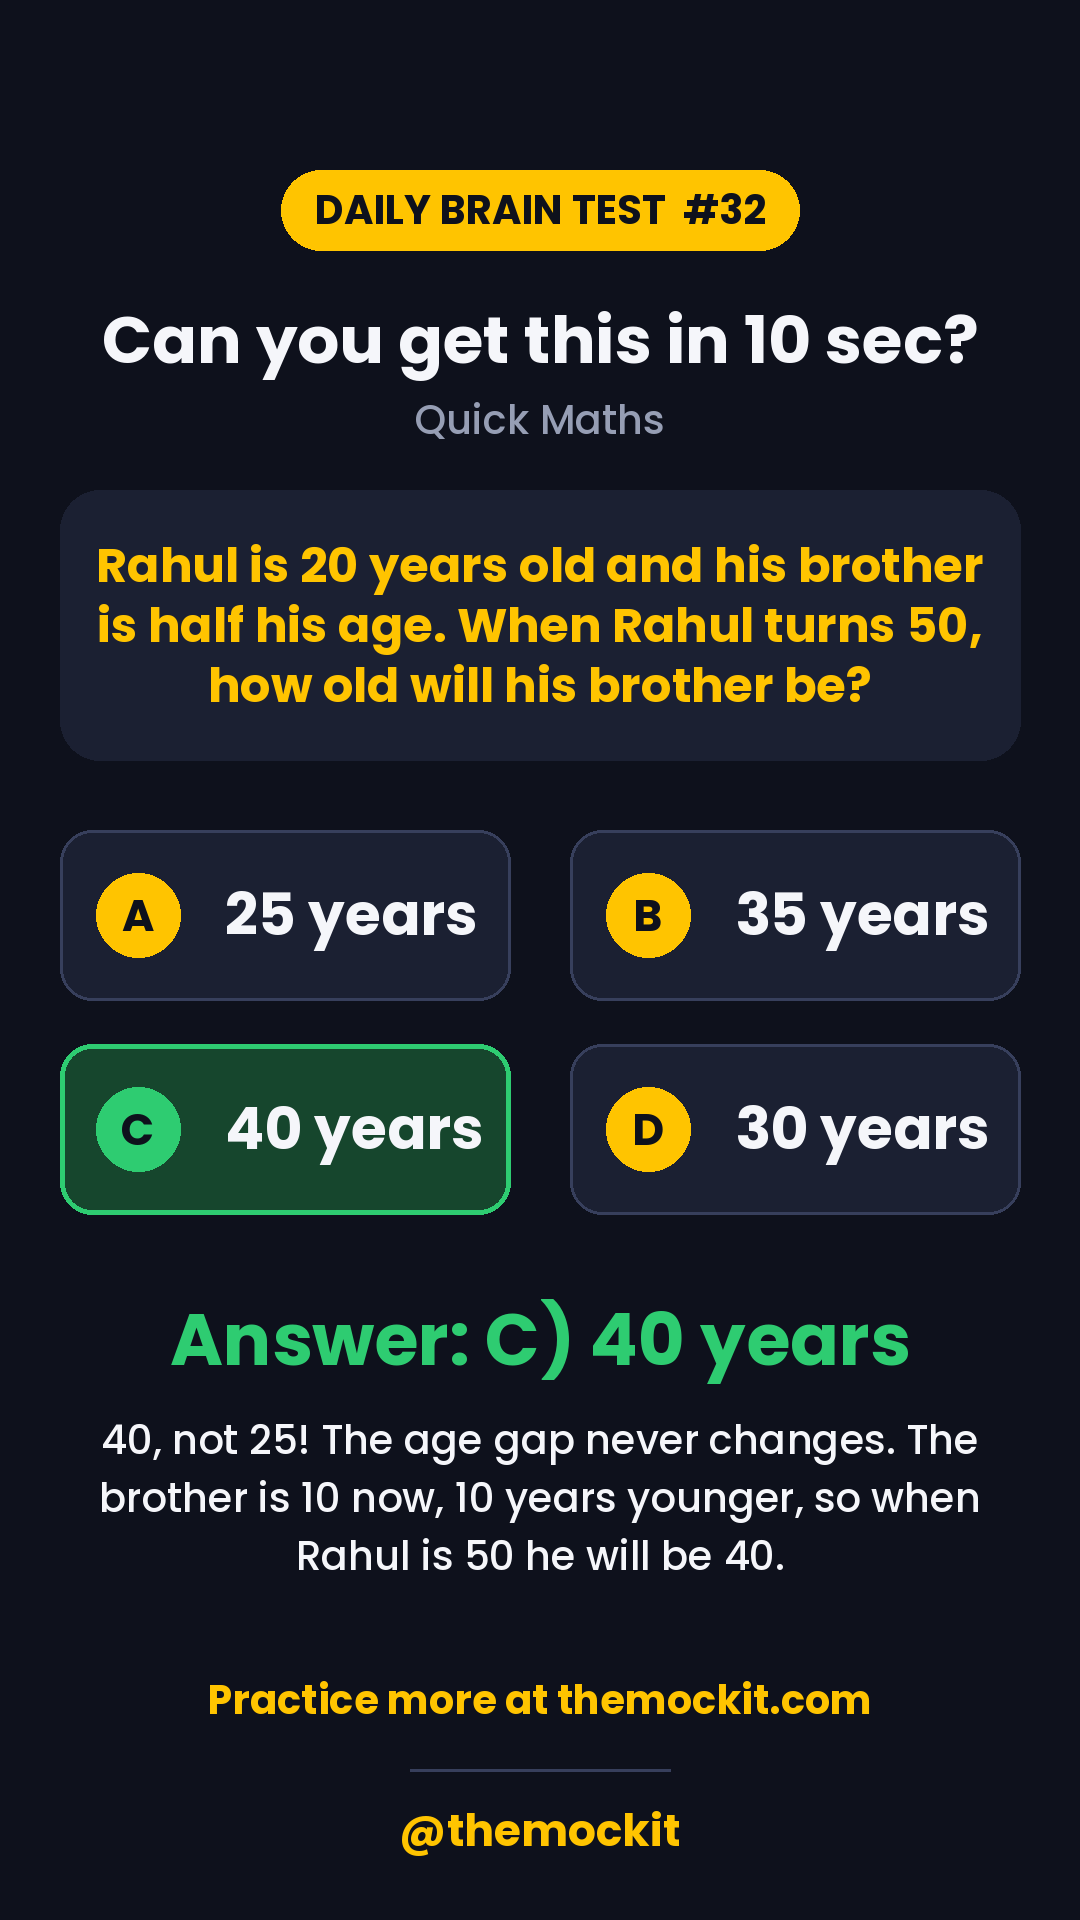 DAILY BRAIN TEST #32
Can you get this in 10 sec?
Quick Maths
Rahul is 20 years old and his brother
is half his age. When Rahul turns 50,
how old will his brother be?
A 25 years
B 35 years
C 40 years
D 30 years
Answer: C) 40 years
40, not 25! The age gap never changes. The
brother is 10 now, 10 years younger, so when
Rahul is 50 he will be 40.
Practice more at themockit.com
@themockit